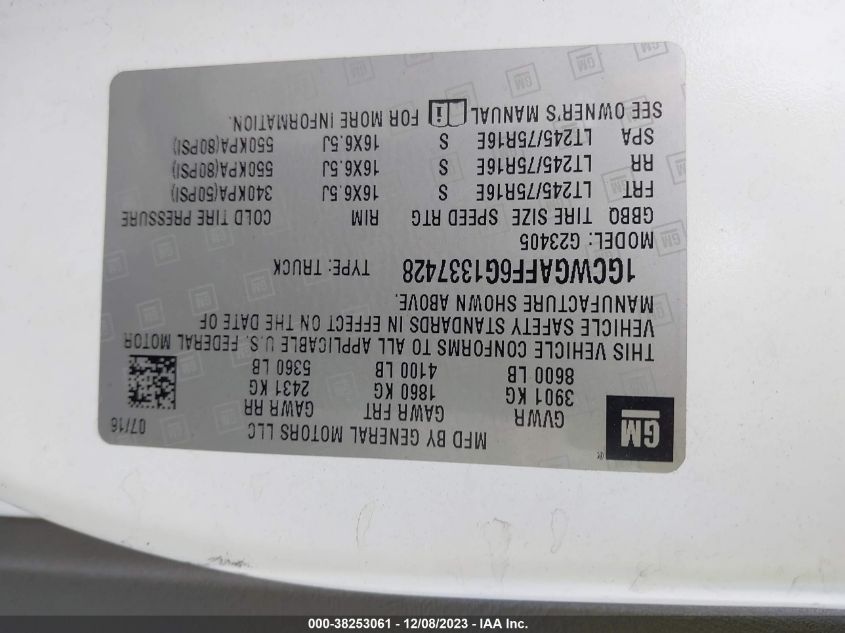 GM
®
MFD BY GENERAL MOTORS LLC
07/16
GVWR GAWR FRT GAWR RR
3901 KG 1860 KG 2431 KG
8600 LB 4100 LB 5360 LB
THIS VEHICLE CONFORMS TO ALL APPLICABLE U.S. FEDERAL MOTOR
VEHICLE SAFETY STANDARDS IN EFFECT ON THE DATE OF
MANUFACTURE SHOWN ABOVE.
1GCWGAFF6G1337428 TYPE: TRUCK
MODEL: G23405
GBBQ TIRE SIZE SPEED RTG RIM COLD TIRE PRESSURE
FRT LT245/75R16E S 16X6.5J 340KPA(50PSI)
RR LT245/75R16E S 16X6.5J 550KPA(80PSI)
SPA LT245/75R16E S 16X6.5J 550KPA(80PSI)
SEE OWNER'S MANUAL FOR MORE INFORMATION.
000-38253061 - 12/08/2023 - IAA Inc.